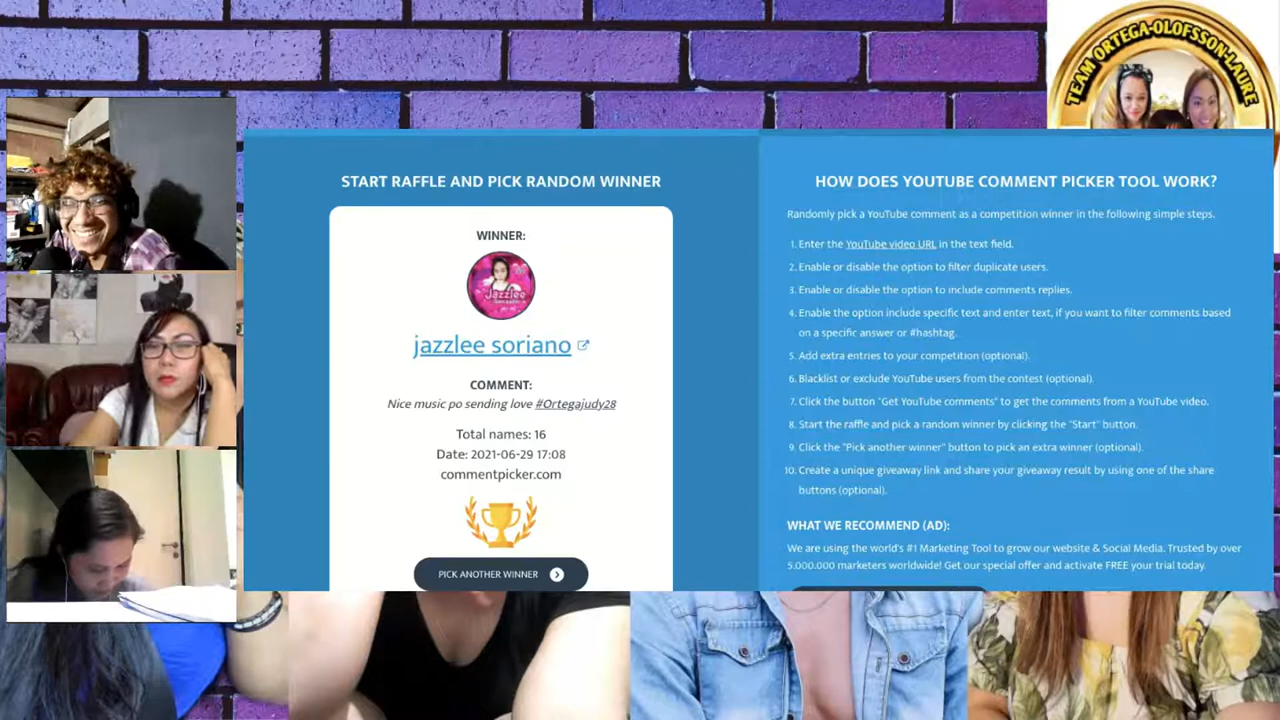 TEAM ORTEGA-OLOFSSON-LAURE
START RAFFLE AND PICK RANDOM WINNER
WINNER:
Jazzlee
jazzlee soriano
COMMENT:
Nice music po sending love #Ortegajudy28
Total names: 16
Date: 2021-06-29 17:08
commentpicker.com
PICK ANOTHER WINNER
HOW DOES YOUTUBE COMMENT PICKER TOOL WORK?
Randomly pick a YouTube comment as a competition winner in the following simple steps.
1. Enter the YouTube video URL in the text field.
2. Enable or disable the option to filter duplicate users.
3. Enable or disable the option to include comments replies.
4. Enable the option include specific text and enter text, if you want to filter comments based
on a specific answer or #hashtag.
5. Add extra entries to your competition (optional).
6. Blacklist or exclude YouTube users from the contest (optional).
7. Click the button "Get YouTube comments" to get the comments from a YouTube video.
8. Start the raffle and pick a random winner by clicking the "Start" button.
9. Click the "Pick another winner" button to pick an extra winner (optional).
10. Create a unique giveaway link and share your giveaway result by using one of the share
buttons (optional).
WHAT WE RECOMMEND (AD):
We are using the world's #1 Marketing Tool to grow our website & Social Media. Trusted by over
5.000.000 marketers worldwide! Get our special offer and activate FREE your trial today.